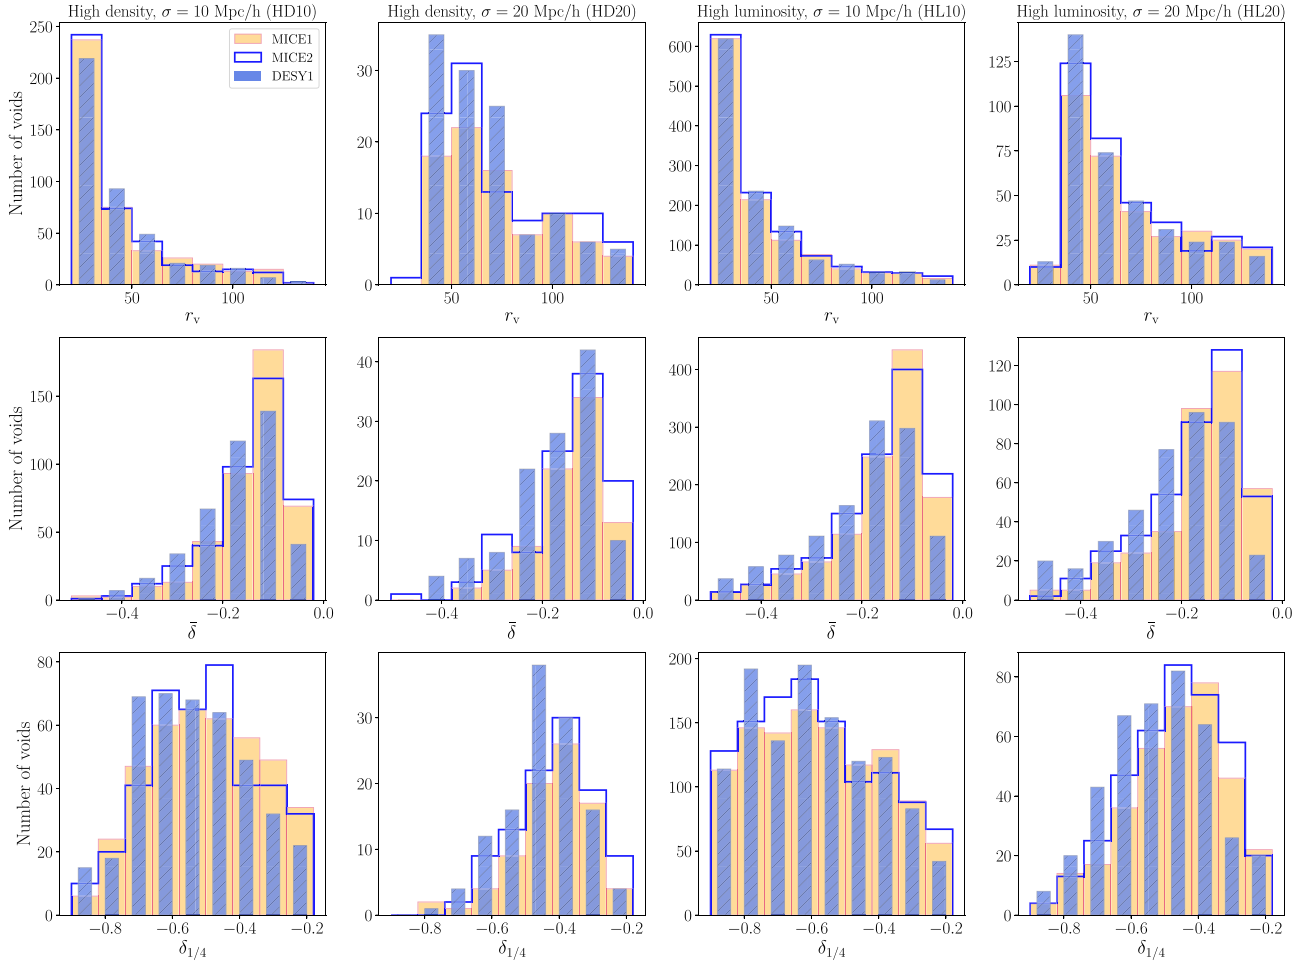 High density, σ = 10 Mpc/h (HD10)
High density, σ = 20 Mpc/h (HD20)
High luminosity, σ = 10 Mpc/h (HL10)
High luminosity, σ = 20 Mpc/h (HL20)
MICE1
MICE2
DESY1
Number of voids
250
200
150
100
50
0
50 100
r_v
30
20
10
0
50 100
r_v
600
500
400
300
200
100
0
50 100
r_v
125
100
75
50
25
0
50 100
r_v
Number of voids
150
100
50
0
−0.4 −0.2 0.0
δ̄
40
30
20
10
0
−0.4 −0.2 0.0
δ̄
400
300
200
100
0
−0.4 −0.2 0.0
δ̄
120
100
80
60
40
20
0
−0.4 −0.2 0.0
δ̄
Number of voids
80
60
40
20
0
−0.8 −0.6 −0.4 −0.2
δ_{1/4}
30
20
10
0
−0.8 −0.6 −0.4 −0.2
δ_{1/4}
200
150
100
50
0
−0.8 −0.6 −0.4 −0.2
δ_{1/4}
80
60
40
20
0
−0.8 −0.6 −0.4 −0.2
δ_{1/4}